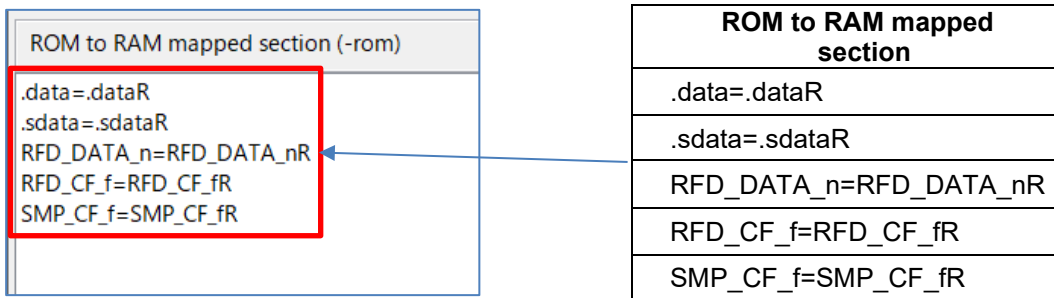 ROM to RAM mapped section (-rom)
.data=.dataR
.sdata=.sdataR
RFD_DATA_n=RFD_DATA_nR
RFD_CF_f=RFD_CF_fR
SMP_CF_f=SMP_CF_fR
ROM to RAM mapped
section
.data=.dataR
.sdata=.sdataR
RFD_DATA_n=RFD_DATA_nR
RFD_CF_f=RFD_CF_fR
SMP_CF_f=SMP_CF_fR